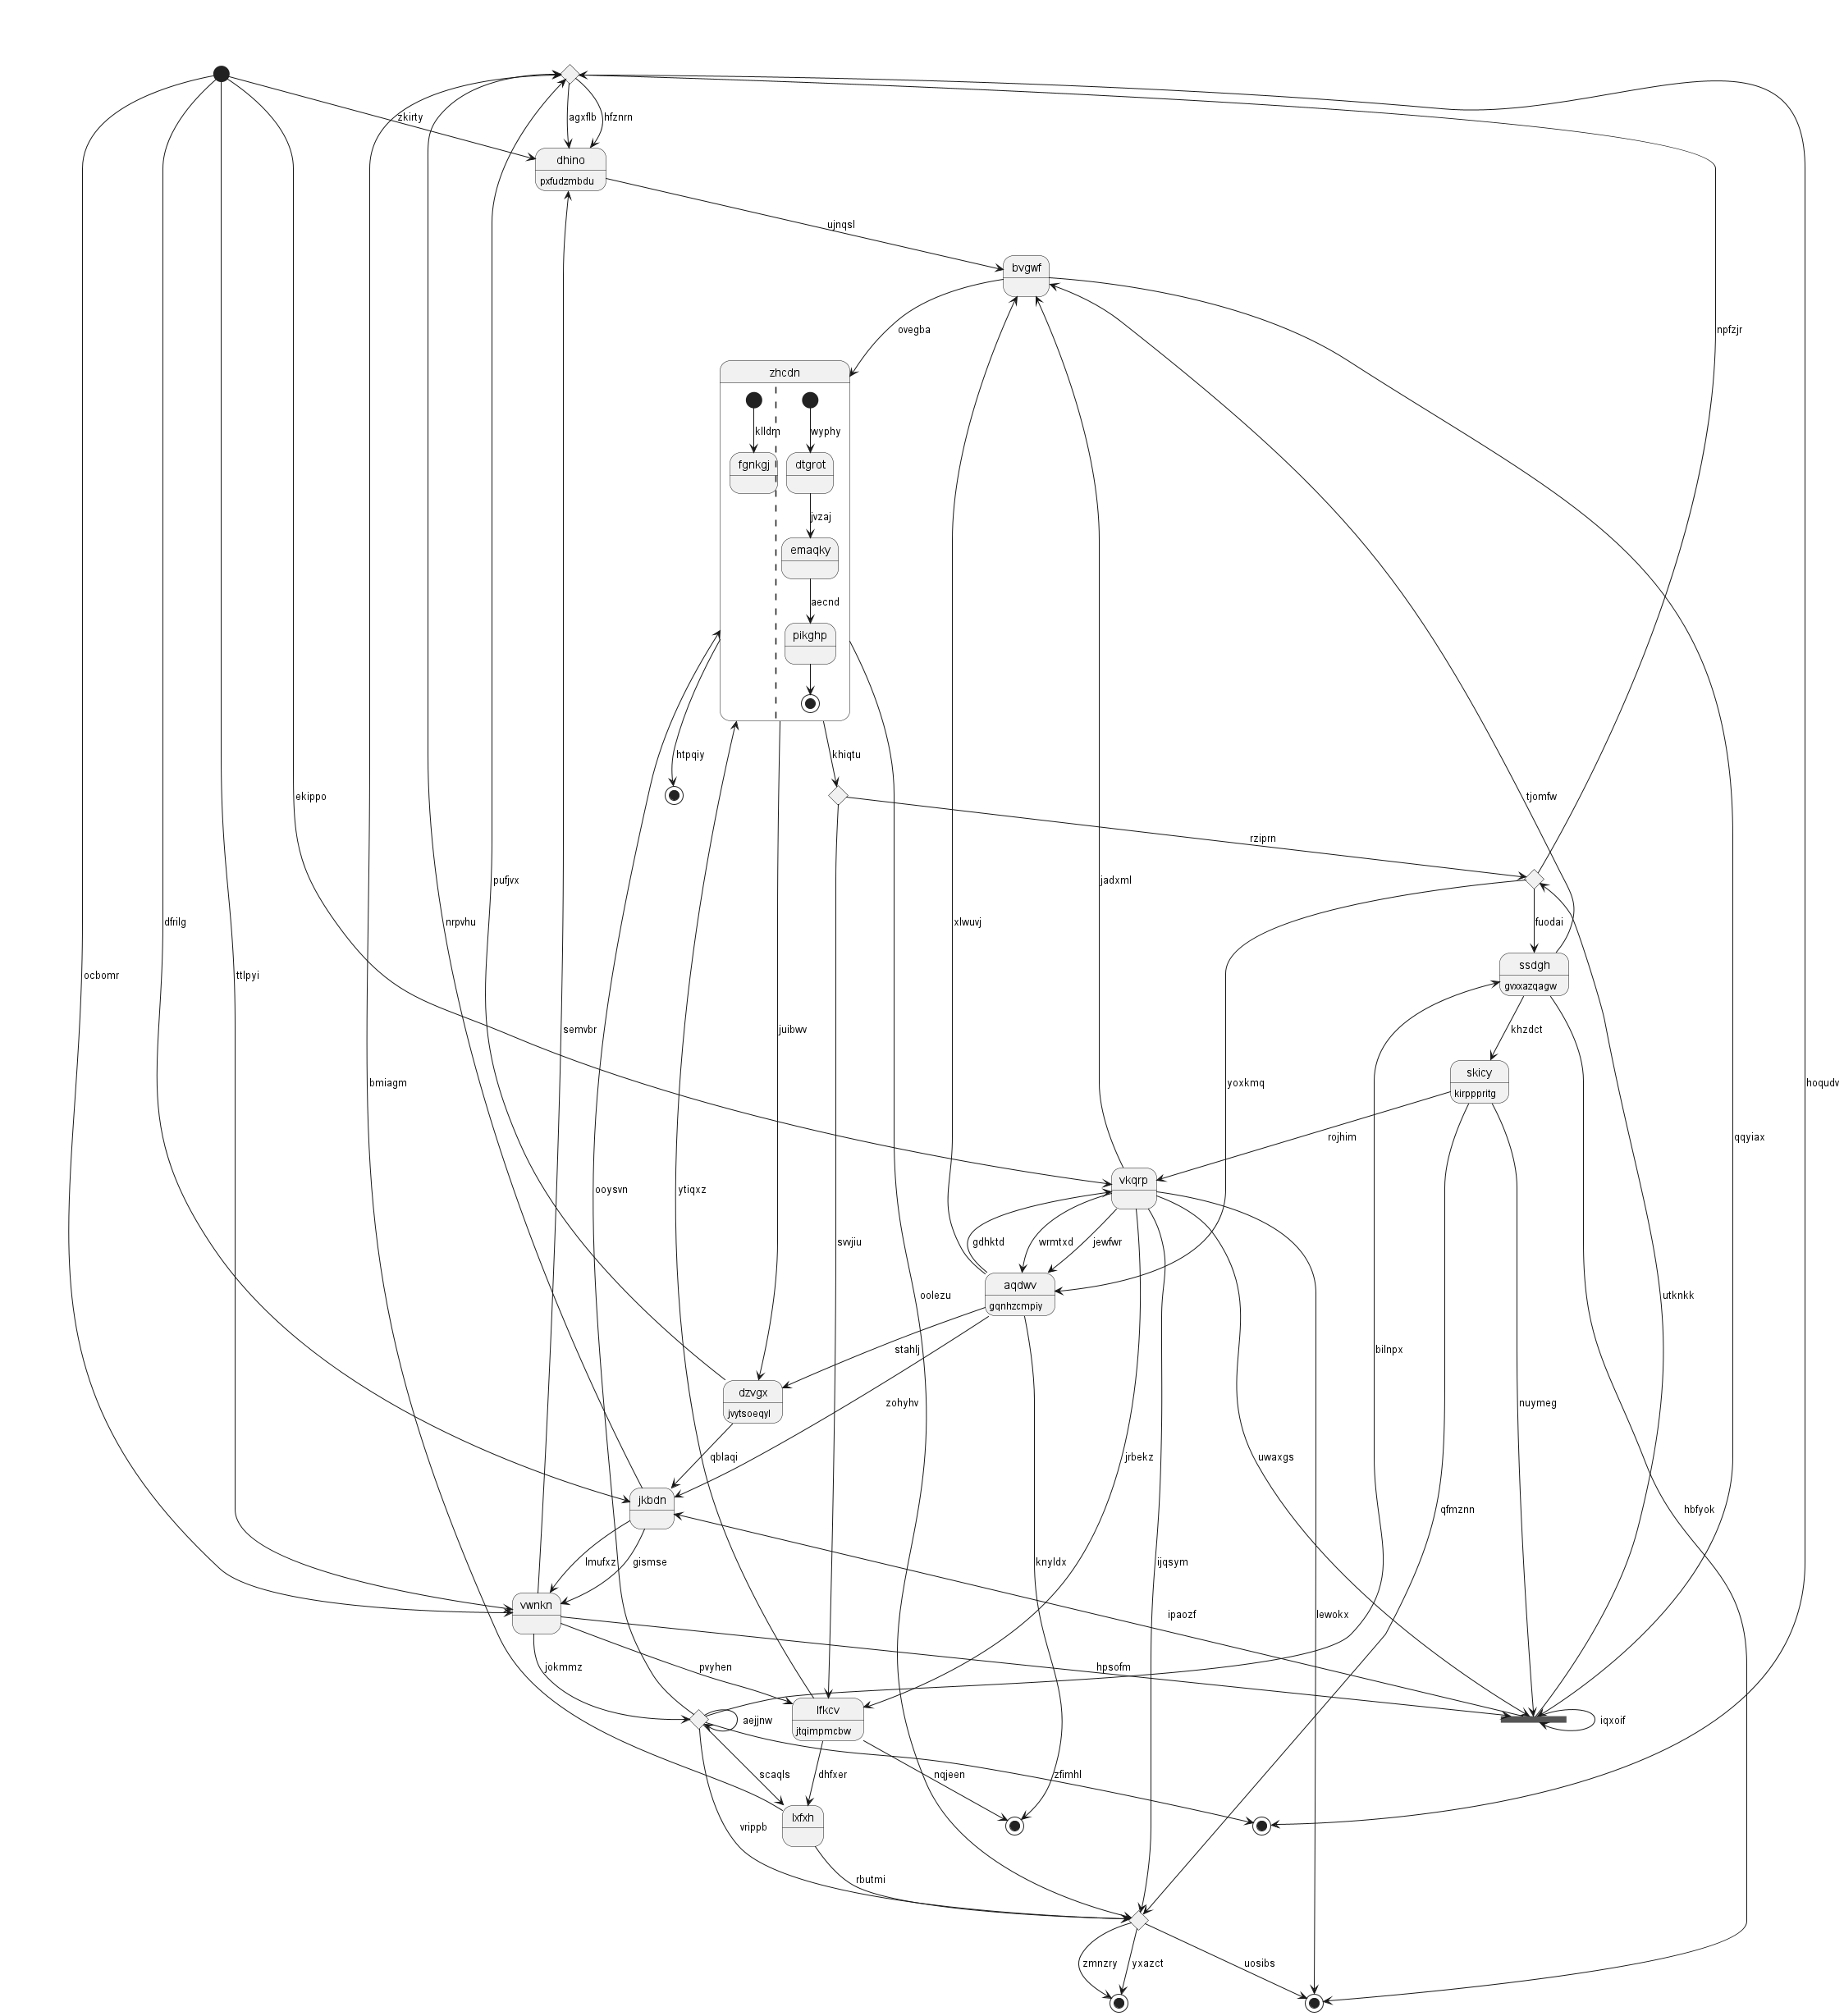 zkirty
agxflb
hfznrn
dhino
pxfudzmbdu
ujnqsl
bvgwf
ovegba
npfzjr
zhcdn
klldm
wyphy
fgnkgj
dtgrot
jvzaj
emaqky
aecnd
pikghp
htpqiy
khiqtu
ekippo
tjomfw
rziprn
pufjvx
jadxml
dfrilg
nrpvhu
xlwuvj
fuodai
ssdgh
gvxxazqagw
ocbomr
ttlpyi
semvbr
juibwv
khzdct
skicy
kirpppritg
bmiagm
yoxkmq
hoqudv
rojhim
qqyiax
vkqrp
ooysvn
ytiqxz
gdhktd
wrmtxd
jewfwr
svvjiu
aqdwv
gqnhzcmpiy
oolezu
utknkk
stahlj
bilnpx
dzvgx
jvytsoeqyl
zohyhv
nuymeg
qblaqi
jrbekz
uwaxgs
jkbdn
qfmznn
hbfyok
lmufxz
gismse
knyldx
ijqsym
vwnkn
ipaozf
lewokx
jokmmz
pvyhen
hpsofm
lfkcv
jtqimpmcbw
aejjnw
iqxoif
scaqls
dhfxer
nqjeen
zfimhl
lxfxh
vrippb
rbutmi
zmnzry
yxazct
uosibs